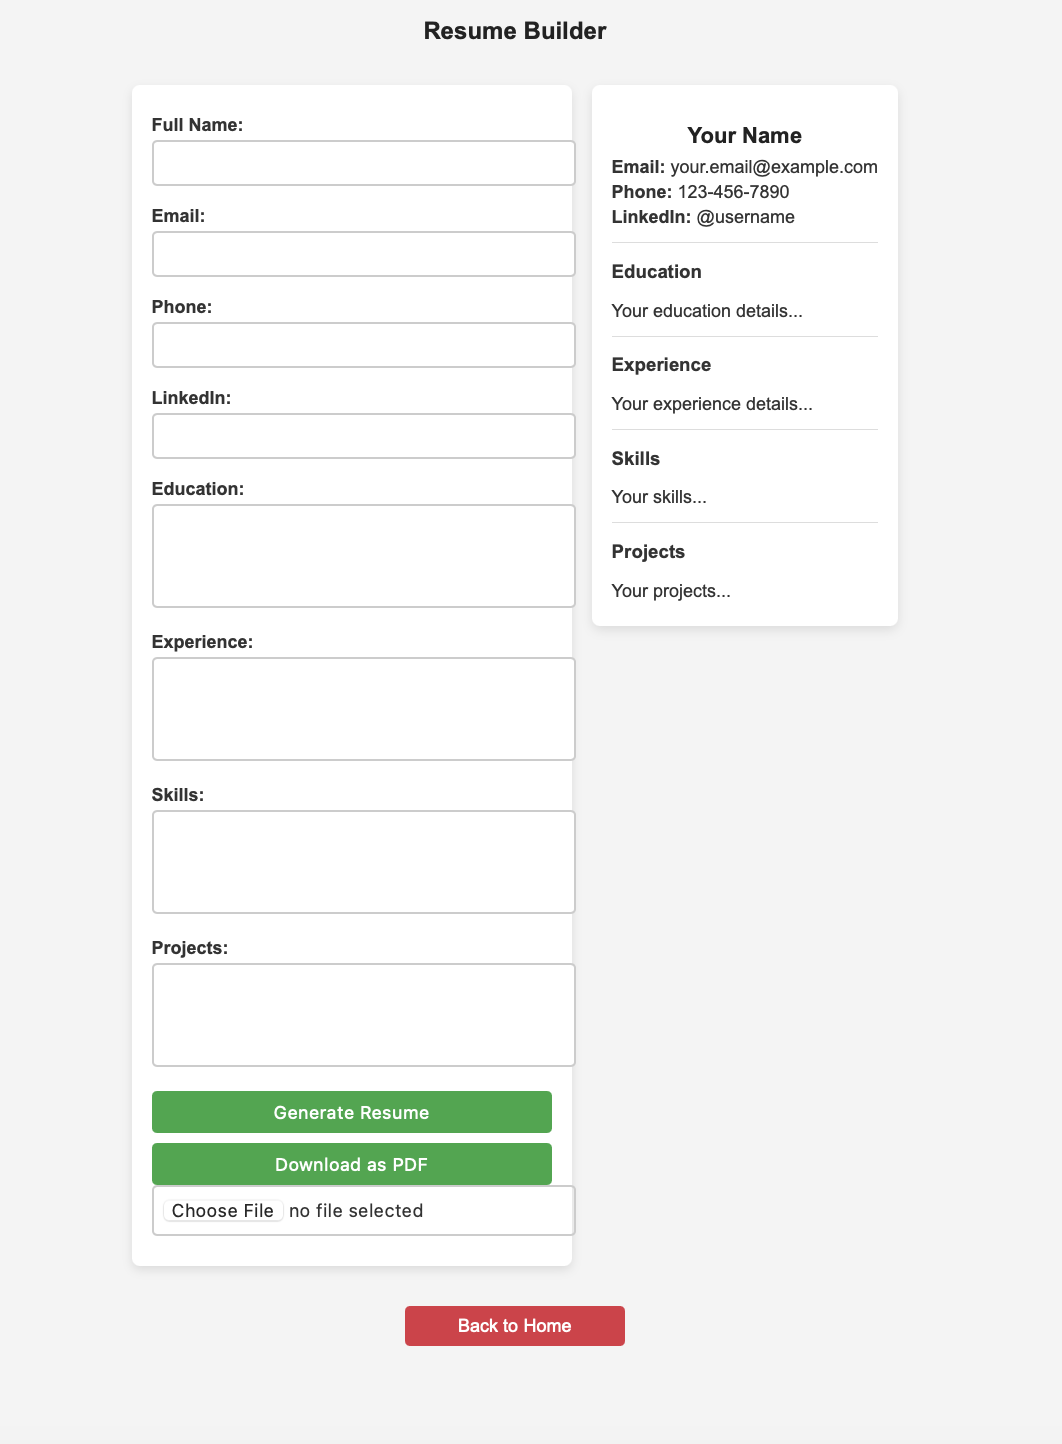 Resume Builder
Full Name:
Email:
Phone:
LinkedIn:
Education:
Experience:
Skills:
Projects:
Generate Resume
Download as PDF
Choose File no file selected
Your Name
Email: your.email@example.com
Phone: 123-456-7890
LinkedIn: @username
Education
Your education details...
Experience
Your experience details...
Skills
Your skills...
Projects
Your projects...
Back to Home